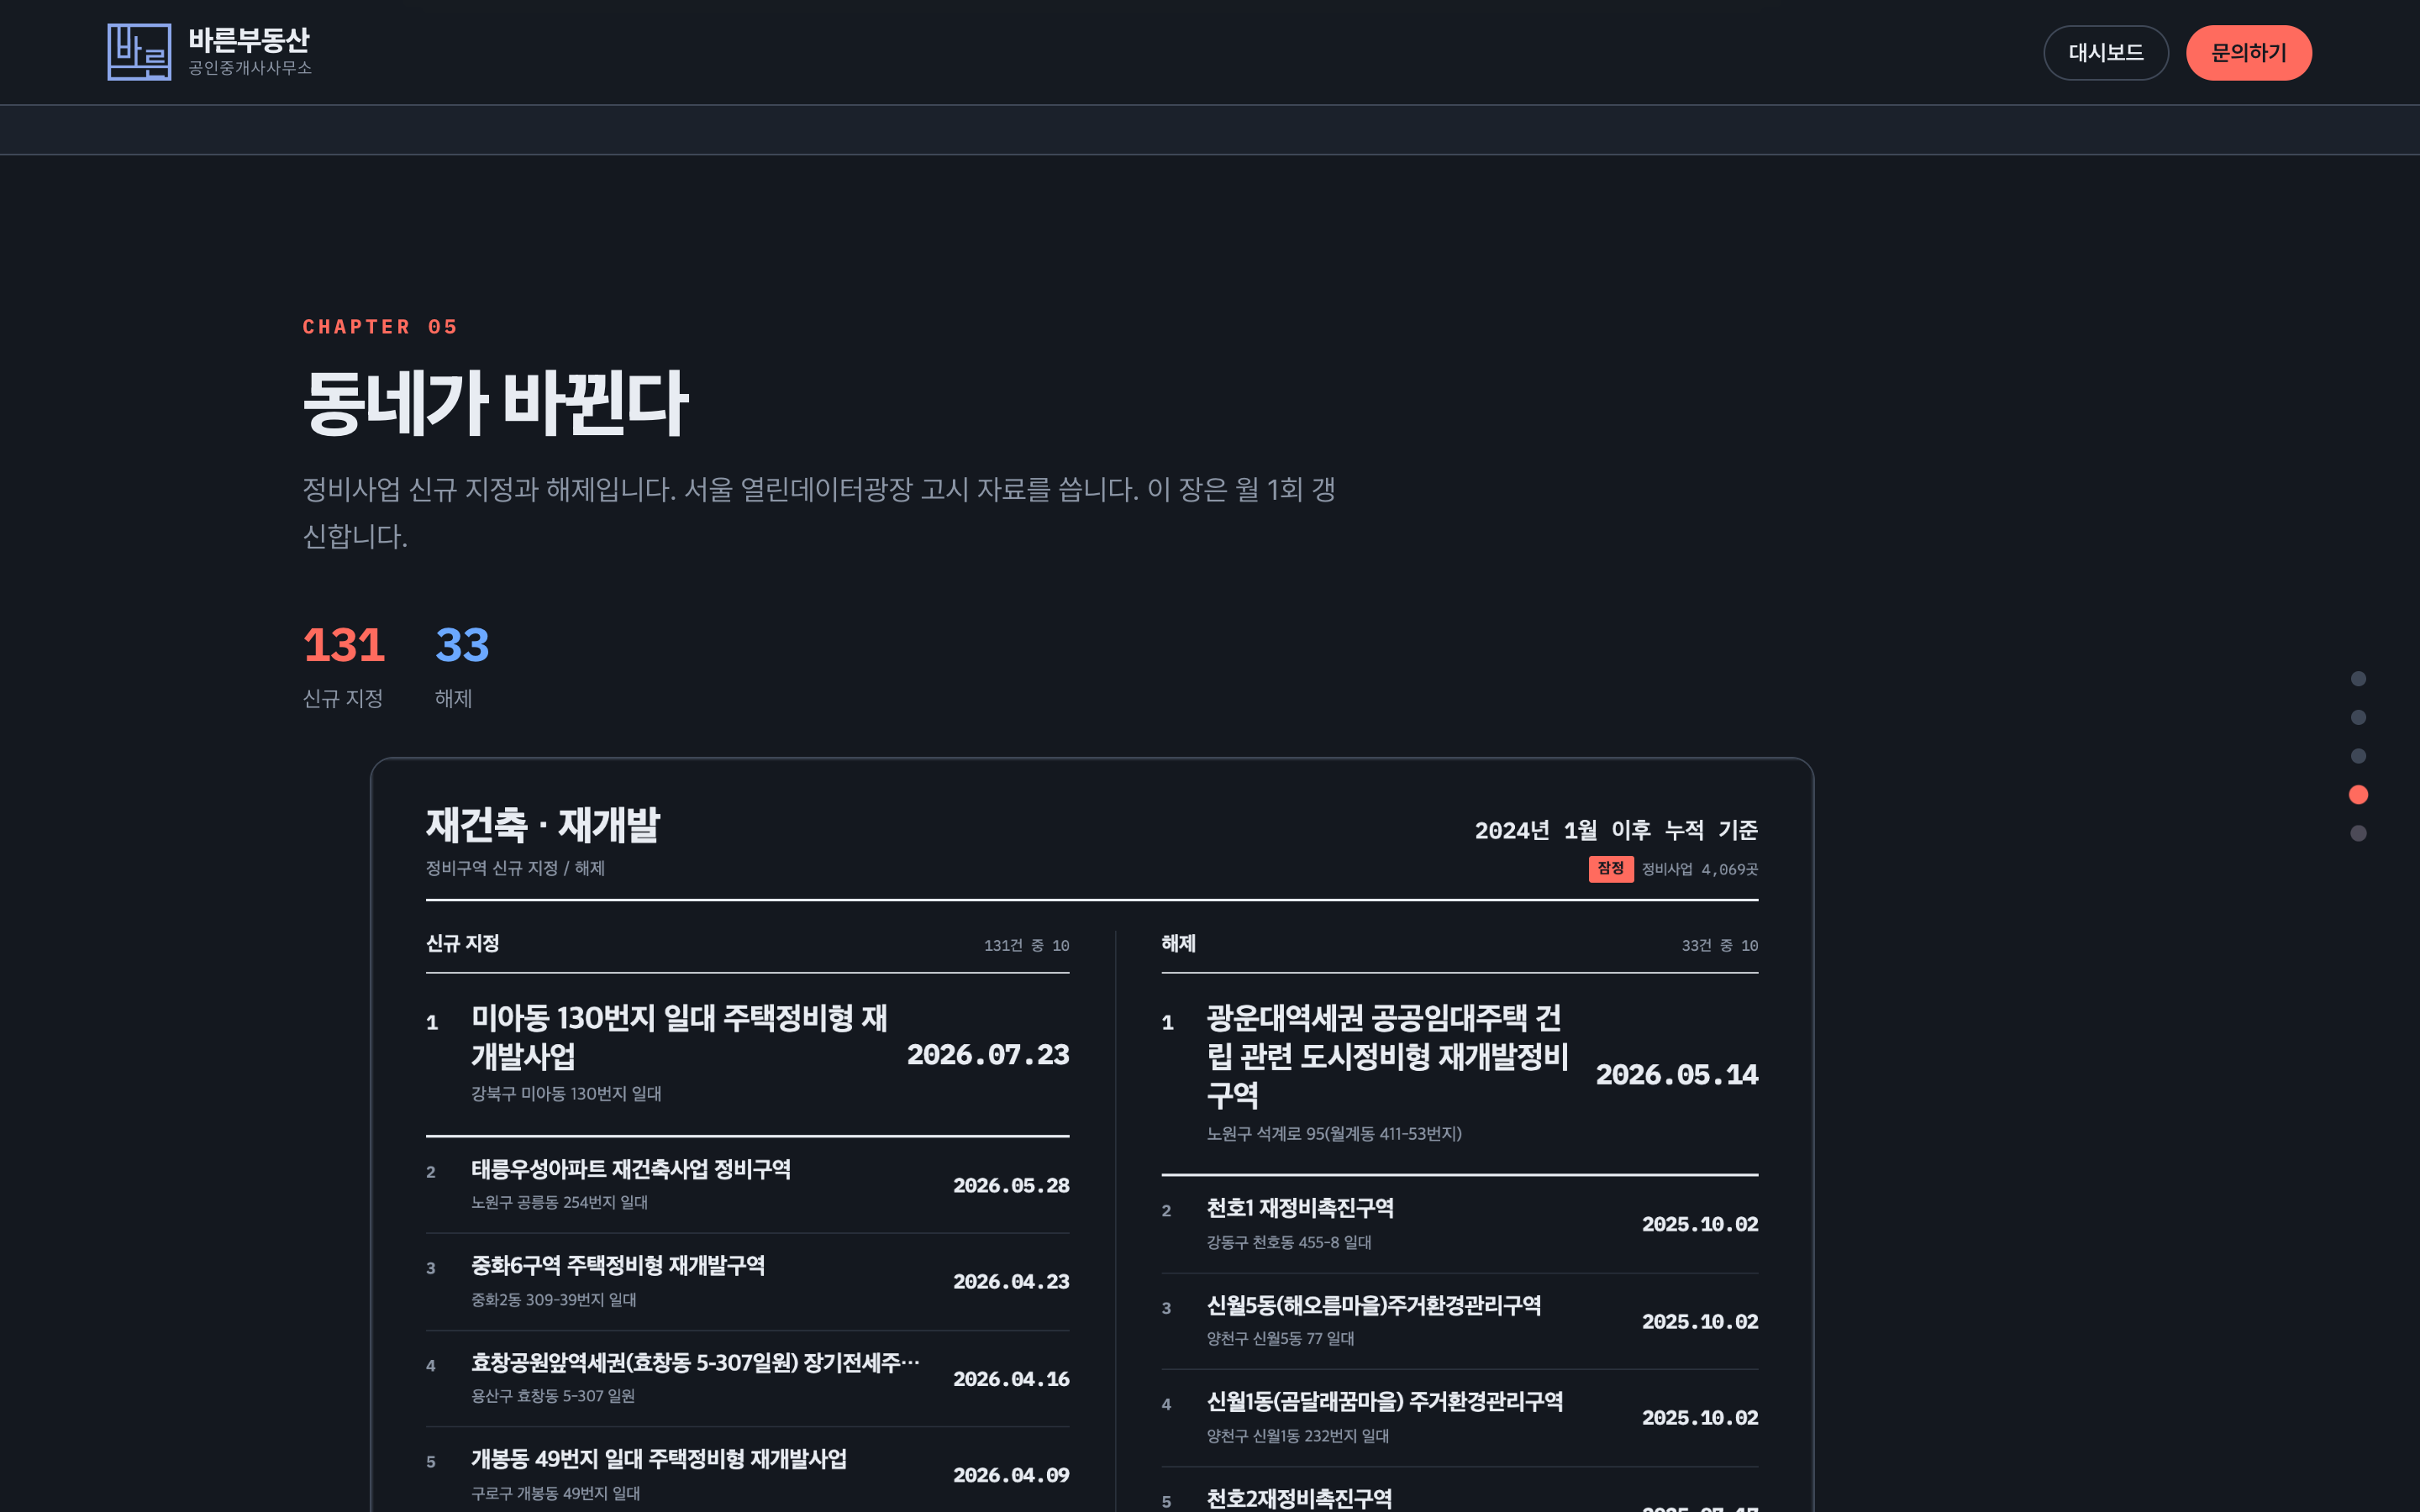 바른
바른부동산
공인중개사사무소
대시보드
문의하기
CHAPTER 05
동네가 바뀐다
정비사업 신규 지정과 해제입니다. 서울 열린데이터광장 고시 자료를 씁니다. 이 장은 월 1회 갱
신합니다.
131
33
신규 지정
해제
재건축 · 재개발
2024년 1월 이후 누적 기준
정비구역 신규 지정 / 해제
잠정 정비사업 4,069곳
신규 지정
131건 중 10
1
미아동 130번지 일대 주택정비형 재
개발사업
2026.07.23
강북구 미아동 130번지 일대
2
태릉우성아파트 재건축사업 정비구역
2026.05.28
노원구 공릉동 254번지 일대
3
중화6구역 주택정비형 재개발구역
2026.04.23
중화2동 309-39번지 일대
4
효창공원앞역세권(효창동 5-307일원) 장기전세주…
2026.04.16
용산구 효창동 5-307 일원
5
개봉동 49번지 일대 주택정비형 재개발사업
2026.04.09
구로구 개봉동 49번지 일대
해제
33건 중 10
1
광운대역세권 공공임대주택 건
립 관련 도시정비형 재개발정비
구역
2026.05.14
노원구 석계로 95(월계동 411-53번지)
2
천호1 재정비촉진구역
2025.10.02
강동구 천호동 455-8 일대
3
신월5동(해오름마을)주거환경관리구역
2025.10.02
양천구 신월5동 77 일대
4
신월1동(곰달래꿈마을) 주거환경관리구역
2025.10.02
양천구 신월1동 232번지 일대
5
천호2재정비촉진구역